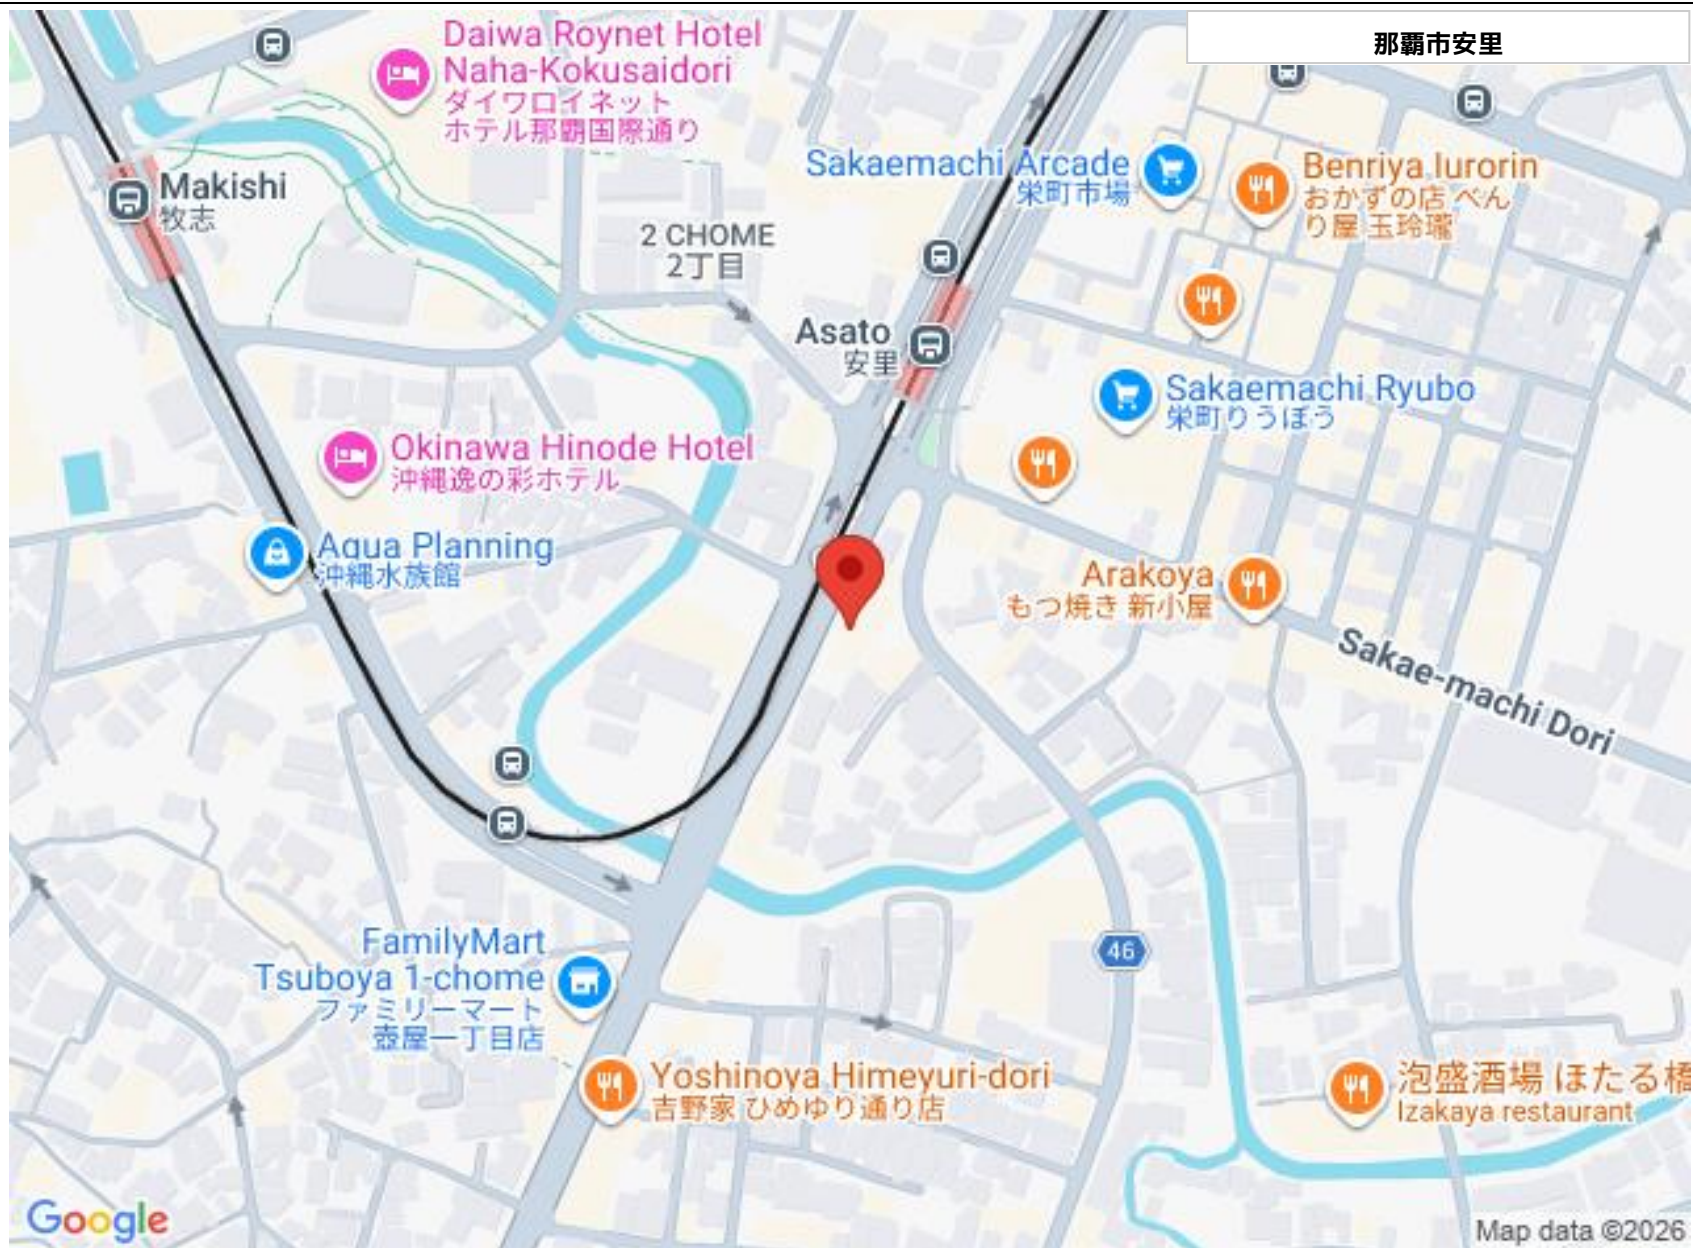 那覇市安里
Daiwa Roynet Hotel
Naha-Kokusaidori
ダイワロイネット
ホテル那覇国際通り
Makishi
牧志
Sakaemachi Arcade
栄町市場
Benriya Iurorin
おかずの店 べん
り屋 玉玲瓏
2 CHOME
2丁目
Asato
安里
Sakaemachi Ryubo
栄町りうぼう
Okinawa Hinode Hotel
沖縄逸の彩ホテル
Aqua Planning
沖縄水族館
Arakoya
もつ焼き 新小屋
Sakae-machi Dori
FamilyMart
Tsuboya 1-chome
ファミリーマート
壺屋一丁目店
46
Yoshinoya Himeyuri-dori
吉野家 ひめゆり通り店
泡盛酒場 ほたる橋
Izakaya restaurant
Google
Map data ©2026